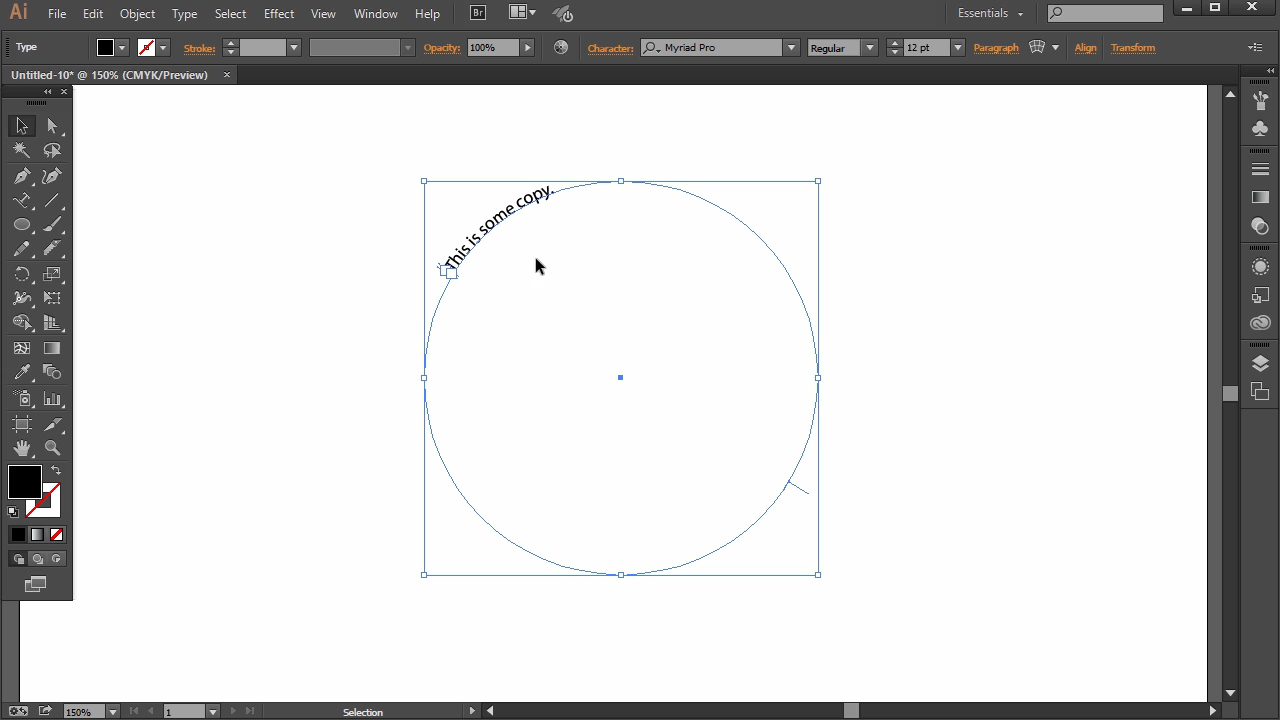 Ai File Edit Object Type Select Effect View Window Help Br Essentials
Type Stroke: Opacity: 100% Character: Myriad Pro Regular 12 pt Paragraph Align Transform
Untitled-10* @ 150% (CMYK/Preview)
This is some copy.
150% 1 Selection